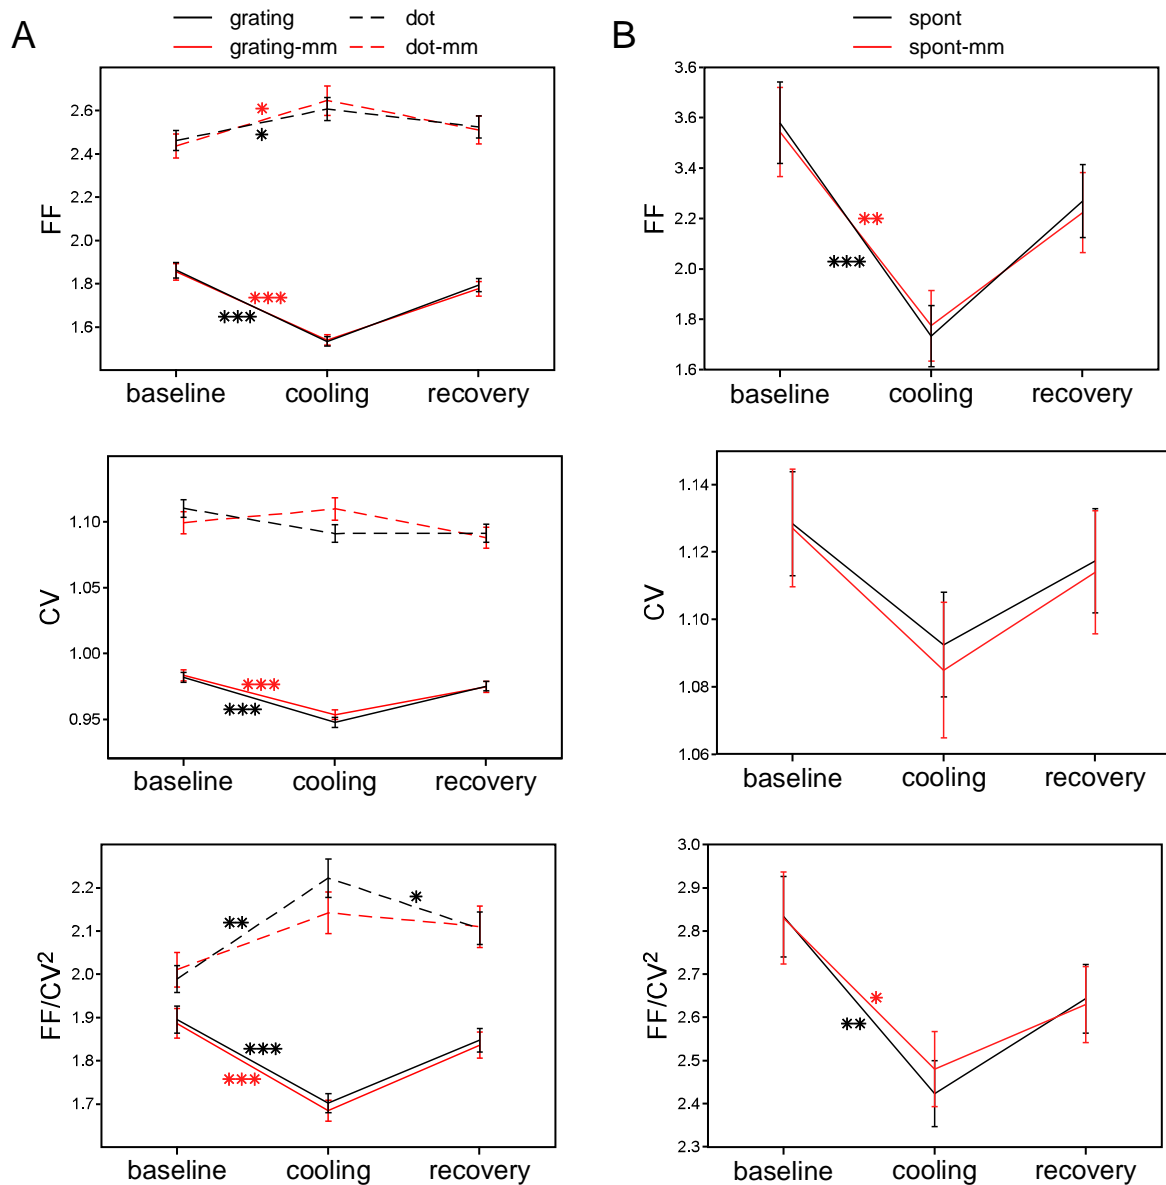 A
grating
dot
grating-mm
dot-mm
FF
2.6
2.4
2.2
2.0
1.8
1.6
*
*
***
***
baseline cooling recovery
CV
1.10
1.05
1.00
0.95
***
***
baseline cooling recovery
FF/CV²
2.2
2.1
2.0
1.9
1.8
1.7
**
*
***
***
baseline cooling recovery
B
spont
spont-mm
FF
3.6
3.6
3.4
2.2
2.0
1.8
1.6
**
***
baseline cooling recovery
CV
1.14
1.12
1.10
1.08
1.06
baseline cooling recovery
FF/CV²
3.0
2.9
2.8
2.7
2.6
2.5
2.4
2.3
*
**
baseline cooling recovery